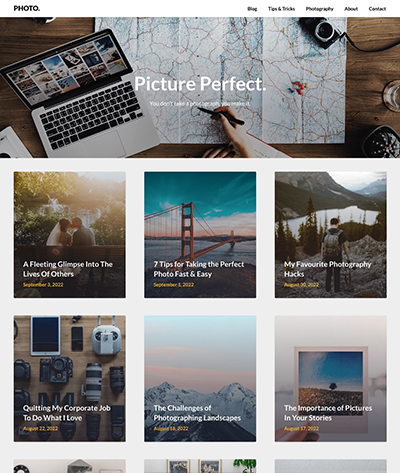 PHOTO.
Blog Tips & Tricks Photography About Contact
Picture Perfect.
You don't take a photograph, you make it.
A Fleeting Glimpse Into The
Lives Of Others
September 3, 2022
7 Tips for Taking the Perfect
Photo Fast & Easy
September 1, 2022
My Favourite Photography
Hacks
August 30, 2022
Quitting My Corporate Job
To Do What I Love
August 22, 2022
The Challenges of
Photographing Landscapes
August 18, 2022
The Importance of Pictures
In Your Stories
August 17, 2022